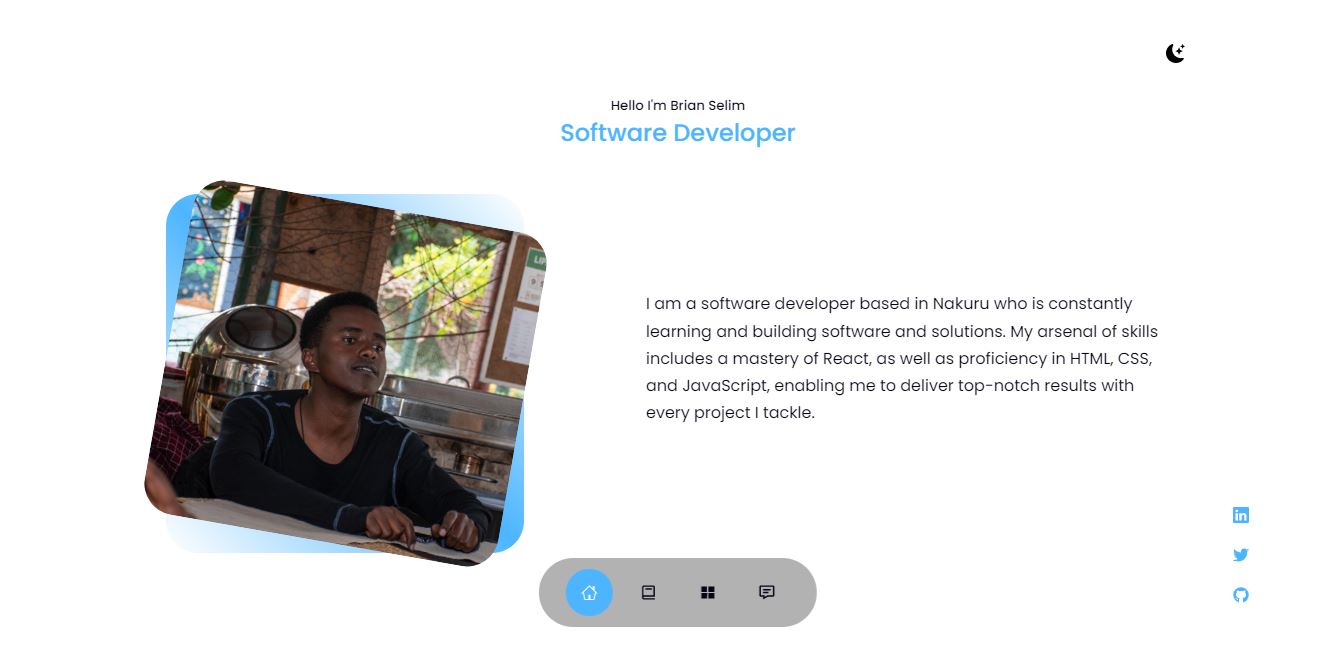 Hello I'm Brian Selim
Software Developer
I am a software developer based in Nakuru who is constantly
learning and building software and solutions. My arsenal of skills
includes a mastery of React, as well as proficiency in HTML, CSS,
and JavaScript, enabling me to deliver top-notch results with
every project I tackle.